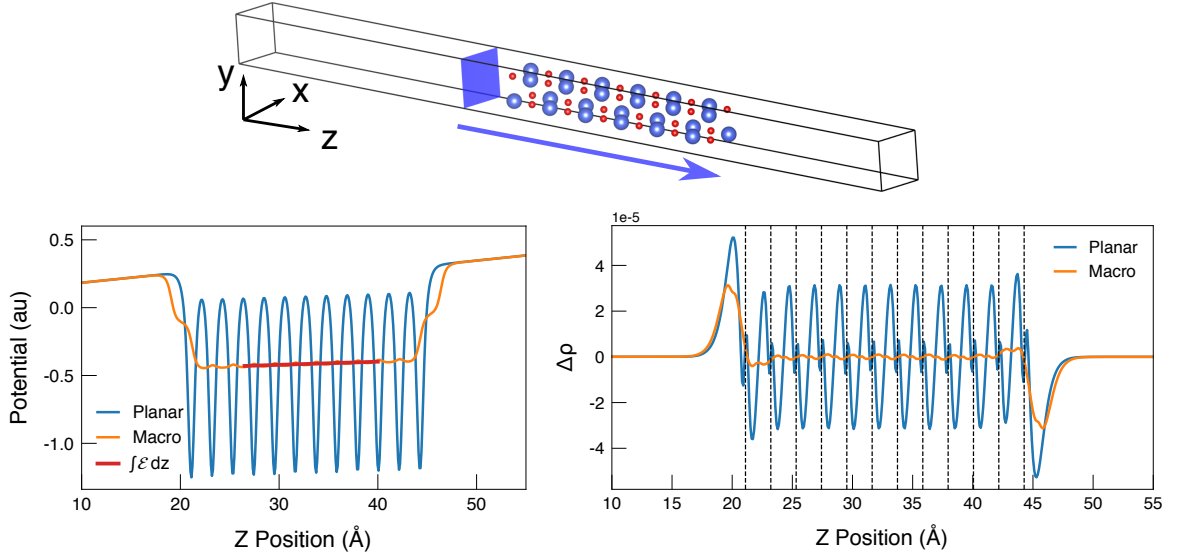 y
x
z
Potential (au)
0.5
0.0
-0.5
-1.0
Planar
Macro
∫ℰ dz
10
20
30
40
50
Z Position (Å)
1e-5
Δρ
4
2
0
-2
-4
Planar
Macro
10
15
20
25
30
35
40
45
50
55
Z Position (Å)